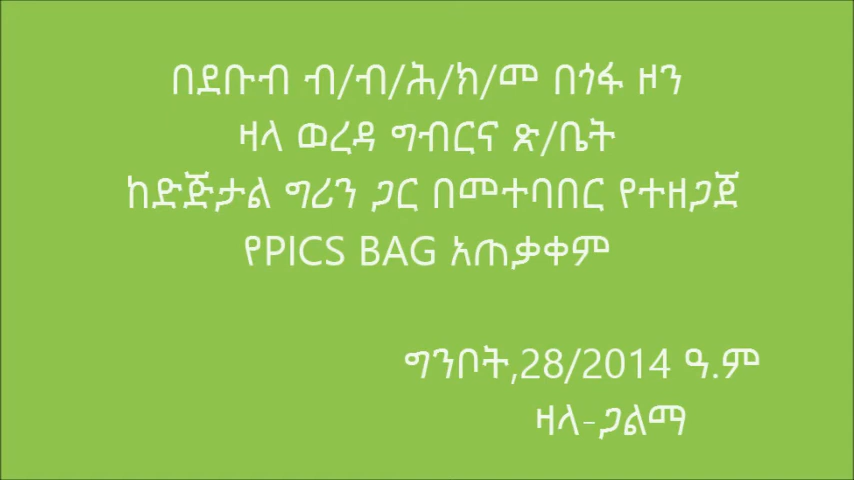 በደቡብ ብ/ብ/ሕ/ክ/መ በጎፋ ዞን
ዛላ ወረዳ ግብርና ጽ/ቤት
ከድጅታል ግሪን ጋር በመተባበር የተዘጋጀ
የPICS BAG አጠቃቀም
ግንቦት,28/2014 ዓ.ም
ዛላ-ጋልማ